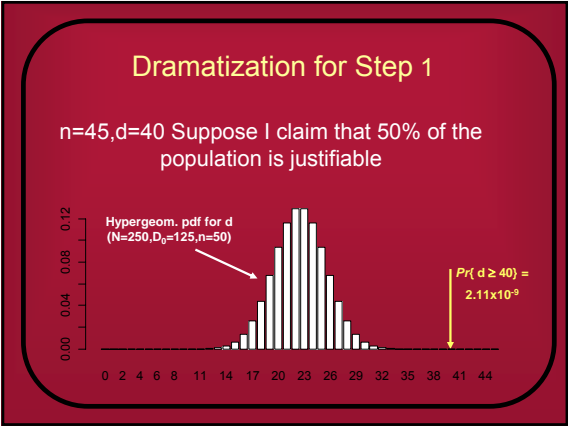 Dramatization for Step 1
n=45,d=40 Suppose I claim that 50% of the
population is justifiable
Hypergeom. pdf for d
(N=250,D₀=125,n=50)
Pr{ d ≥ 40} =
2.11x10⁻⁹
0.12
0.08
0.04
0.00
0 2 4 6 8 11 14 17 20 23 26 29 32 35 38 41 44